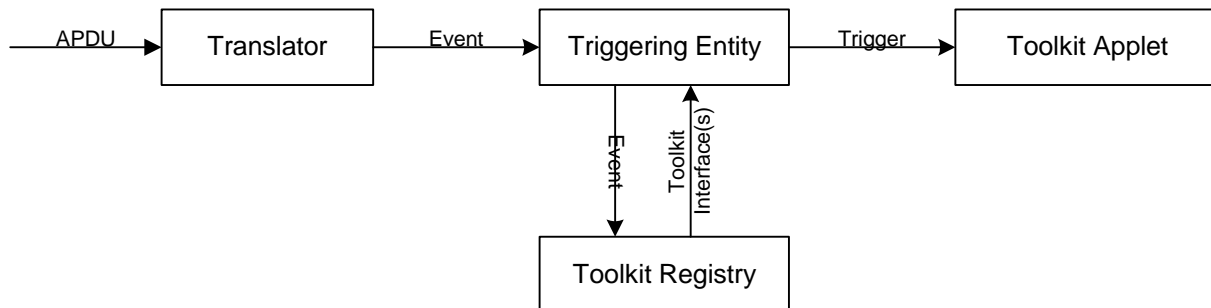 APDU
Translator
Event
Triggering Entity
Trigger
Toolkit Applet
Event
Toolkit
Interface(s)
Toolkit Registry